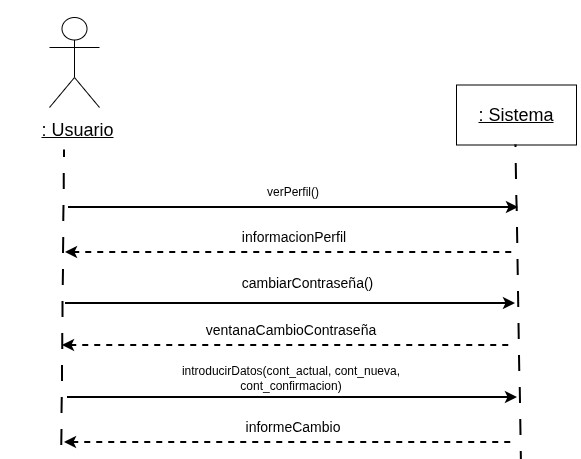 : Usuario
: Sistema
verPerfil()
informacionPerfil
cambiarContraseña()
ventanaCambioContraseña
introducirDatos(cont_actual, cont_nueva,
cont_confirmacion)
informeCambio